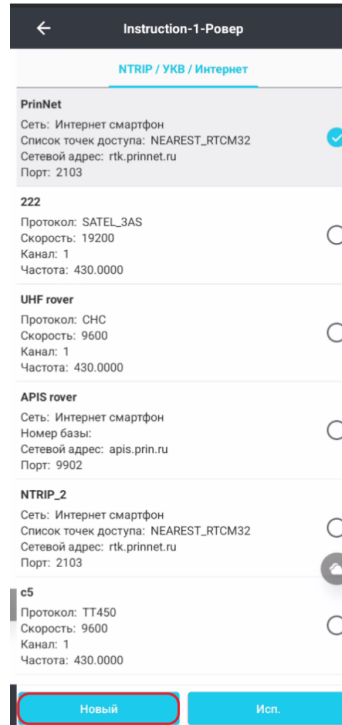 Instruction-1-Ровер
NTRIP / УКВ / Интернет
PrinNet
Сеть: Интернет смартфон
Список точек доступа: NEAREST_RTCM32
Сетевой адрес: rtk.prinnet.ru
Порт: 2103
222
Протокол: SATEL_3AS
Скорость: 19200
Канал: 1
Частота: 430.0000
UHF rover
Протокол: CHC
Скорость: 9600
Канал: 1
Частота: 430.0000
APIS rover
Сеть: Интернет смартфон
Номер базы:
Сетевой адрес: apis.prin.ru
Порт: 9902
NTRIP_2
Сеть: Интернет смартфон
Список точек доступа: NEAREST_RTCM32
Сетевой адрес: rtk.prinnet.ru
Порт: 2103
c5
Протокол: TT450
Скорость: 9600
Канал: 1
Частота: 430.0000
Новый
Исп.